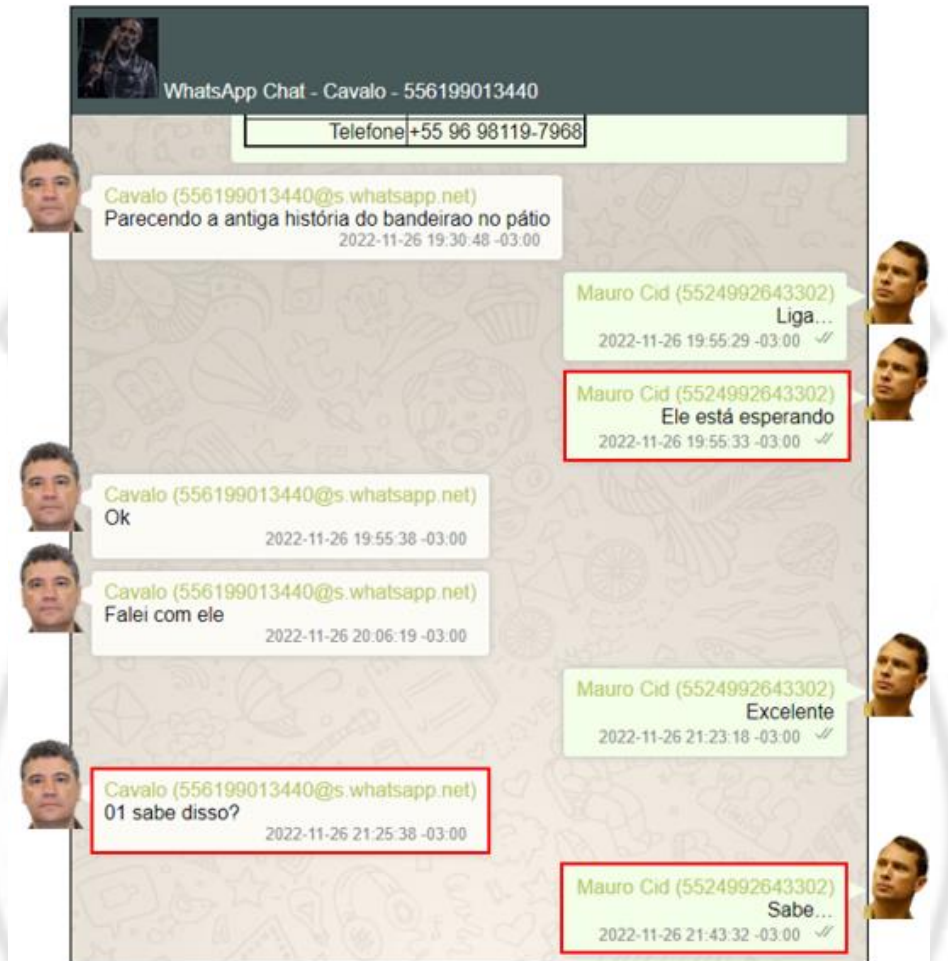 WhatsApp Chat - Cavalo - 556199013440
Telefone +55 96 98119-7968
Cavalo (556199013440@s.whatsapp.net)
Parecendo a antiga história do bandeirao no pátio
2022-11-26 19:30:48 -03:00
Mauro Cid (5524992643302)
Liga...
2022-11-26 19:55:29 -03:00
Mauro Cid (5524992643302)
Ele está esperando
2022-11-26 19:55:33 -03:00
Cavalo (556199013440@s.whatsapp.net)
Ok
2022-11-26 19:55:38 -03:00
Cavalo (556199013440@s.whatsapp.net)
Falei com ele
2022-11-26 20:06:19 -03:00
Mauro Cid (5524992643302)
Excelente
2022-11-26 21:23:18 -03:00
Cavalo (556199013440@s.whatsapp.net)
01 sabe disso?
2022-11-26 21:25:38 -03:00
Mauro Cid (5524992643302)
Sabe...
2022-11-26 21:43:32 -03:00